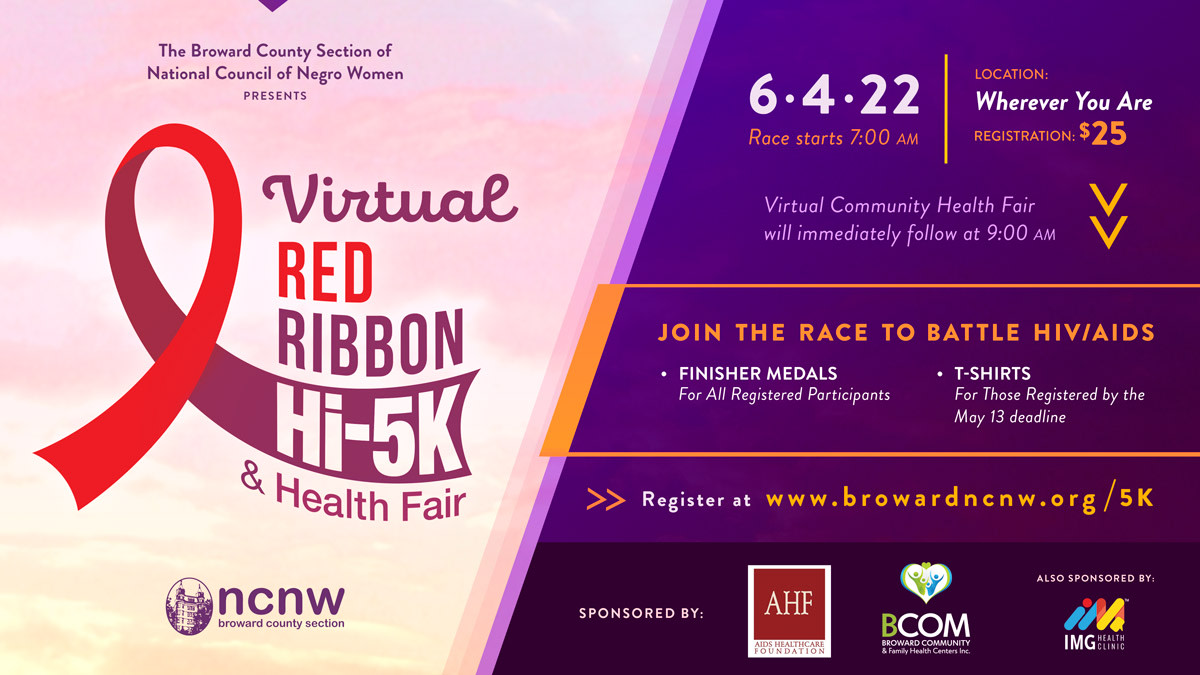 The Broward County Section of
National Council of Negro Women
PRESENTS
Virtual
RED
RIBBON
Hi-5K
& Health Fair
ncnw
broward county section
6·4·22
Race starts 7:00 AM
LOCATION:
Wherever You Are
REGISTRATION: $25
Virtual Community Health Fair
will immediately follow at 9:00 AM
JOIN THE RACE TO BATTLE HIV/AIDS
• FINISHER MEDALS
For All Registered Participants
• T-SHIRTS
For Those Registered by the
May 13 deadline
>> Register at www.browardncnw.org/5K
SPONSORED BY:
AHF
AIDS HEALTHCARE
FOUNDATION
BCOM
BROWARD COMMUNITY
& Family Health Centers Inc.
ALSO SPONSORED BY:
IMG HEALTH
CLINIC